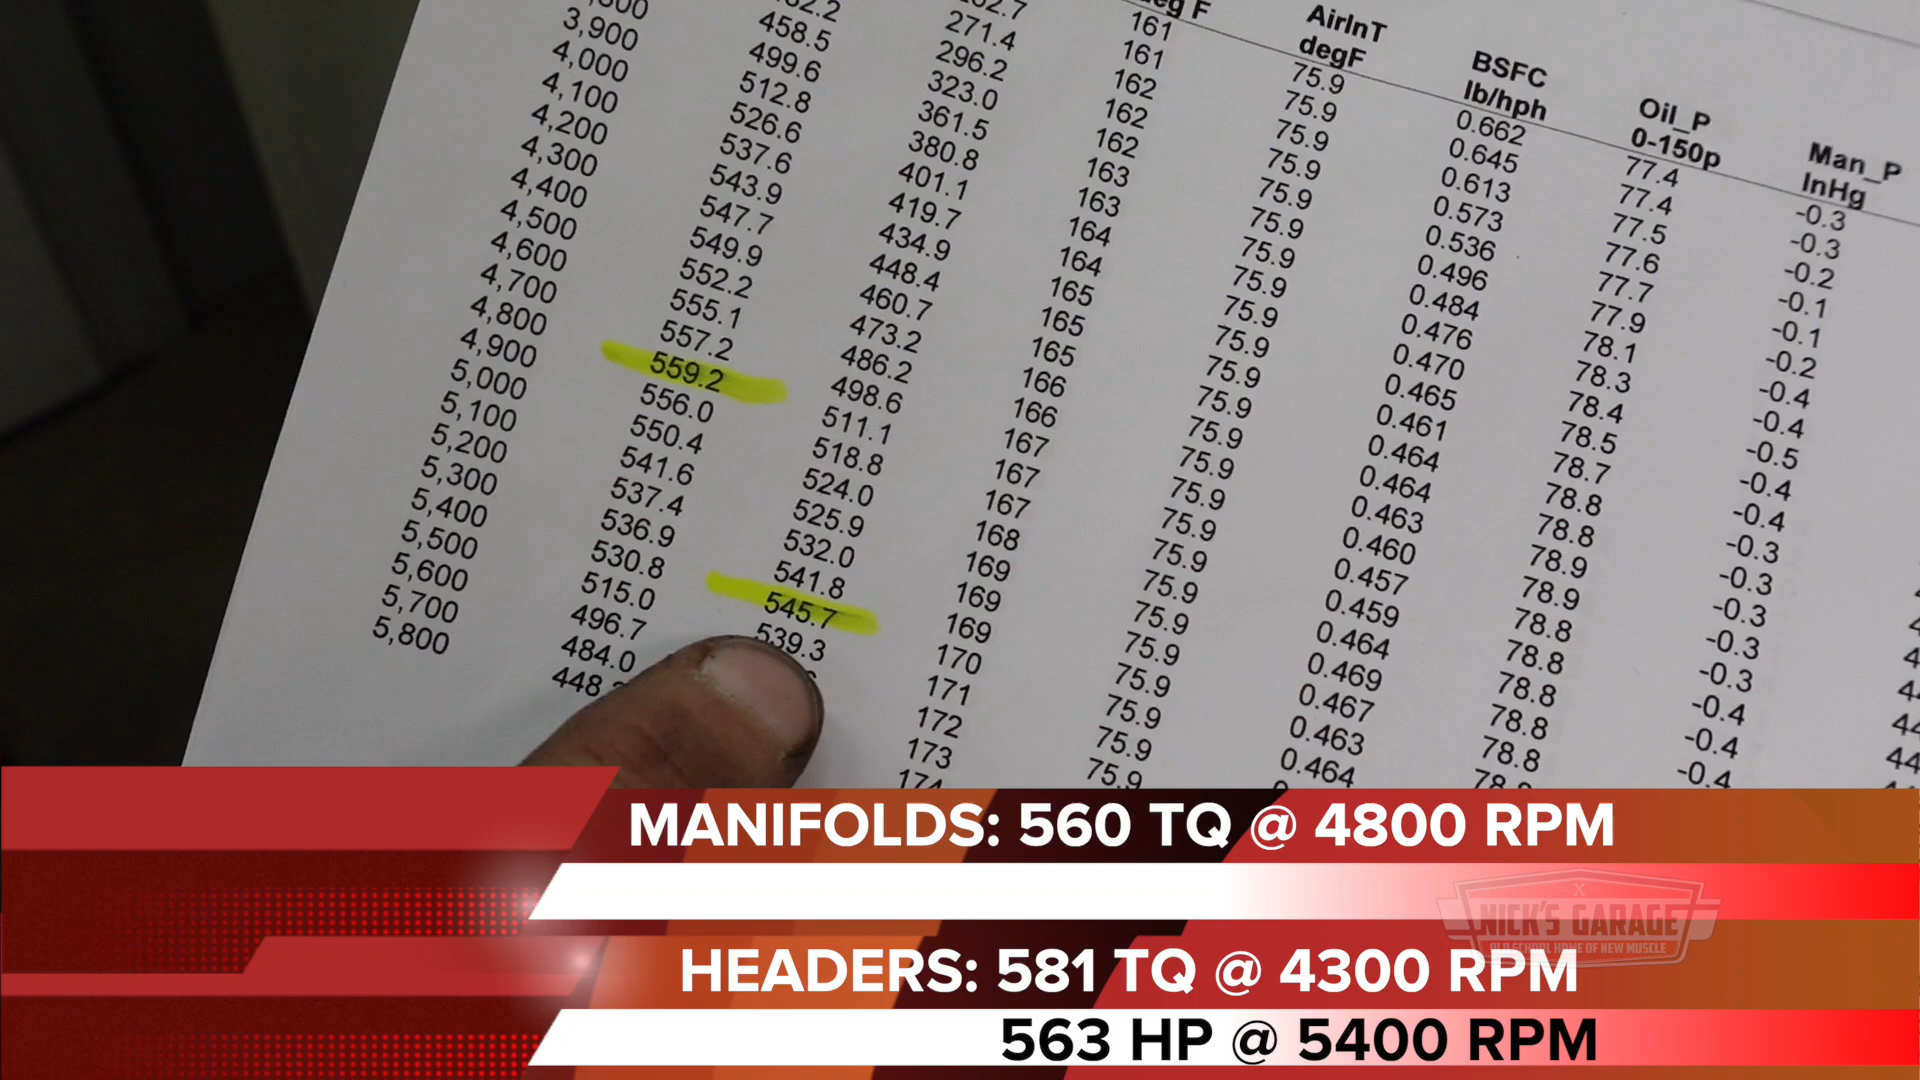 deg F AirInT BSFC Oil_P Man_P
degF lb/hph 0-150p InHg
161 75.9 0.662 77.4 -0.3
161 75.9 0.645 77.4 -0.3
271.4 162 75.9 0.613 77.5 -0.2
296.2 162 75.9 0.573 77.6 -0.1
458.5 323.0 162 75.9 0.536 77.7 -0.1
499.6 361.5 163 75.9 0.496 77.9 -0.2
3,900 512.8 380.8 163 75.9 0.484 78.1 -0.4
4,000 526.6 401.1 164 75.9 0.476 78.3 -0.4
4,100 537.6 419.7 164 75.9 0.470 78.4 -0.5
4,200 543.9 434.9 165 75.9 0.465 78.5 -0.4
4,300 547.7 448.4 165 75.9 0.461 78.7 -0.4
4,400 549.9 460.7 165 75.9 0.464 78.8 -0.3
4,500 552.2 473.2 166 75.9 0.464 78.8 -0.3
4,600 555.1 486.2 166 75.9 0.463 78.9 -0.3
4,700 557.2 498.6 167 75.9 0.460 78.9 -0.3
4,800 559.2 511.1 167 75.9 0.457 78.8 -0.3
4,900 556.0 518.8 167 75.9 0.459 78.8 -0.4
5,000 550.4 524.0 168 75.9 0.464 78.8 -0.4
5,100 541.6 525.9 169 75.9 0.469 78.8 -0.4
5,200 537.4 532.0 169 75.9 0.467 78.8
5,300 536.9 541.8 169 75.9 0.463
5,400 530.8 545.7 170 75.9 0.464
5,500 515.0 539.3 171 75.9
5,600 496.7 172 75.9
5,700 484.0 173
5,800 448 174
MANIFOLDS: 560 TQ @ 4800 RPM
NICK'S GARAGE
OLD SCHOOL HOME OF NEW MUSCLE
HEADERS: 581 TQ @ 4300 RPM
563 HP @ 5400 RPM